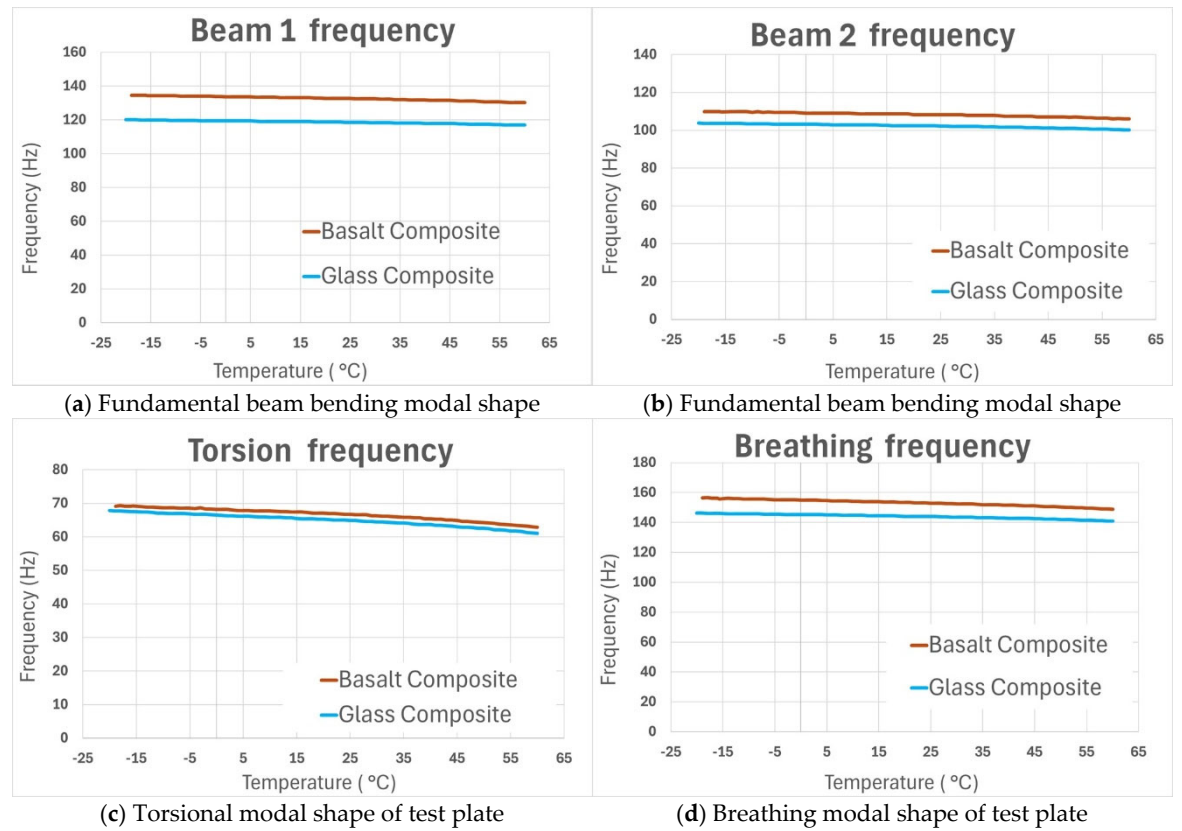 Beam 1 frequency
160
140
120
100
80
60
40
20
0
Frequency (Hz)
Basalt Composite
Glass Composite
-25 -15 -5 5 15 25 35 45 55 65
Temperature ( °C)
(a) Fundamental beam bending modal shape
Beam 2 frequency
140
120
100
80
60
40
20
0
Frequency (Hz)
Basalt Composite
Glass Composite
-25 -15 -5 5 15 25 35 45 55 65
Temperature ( °C)
(b) Fundamental beam bending modal shape
Torsion frequency
80
70
60
50
40
30
20
10
0
Frequency (Hz)
Basalt Composite
Glass Composite
-25 -15 -5 5 15 25 35 45 55 65
Temperature ( °C)
(c) Torsional modal shape of test plate
Breathing frequency
180
160
140
120
100
80
60
40
20
0
Frequency (Hz)
Basalt Composite
Glass Composite
-25 -15 -5 5 15 25 35 45 55 65
Temperature ( °C)
(d) Breathing modal shape of test plate